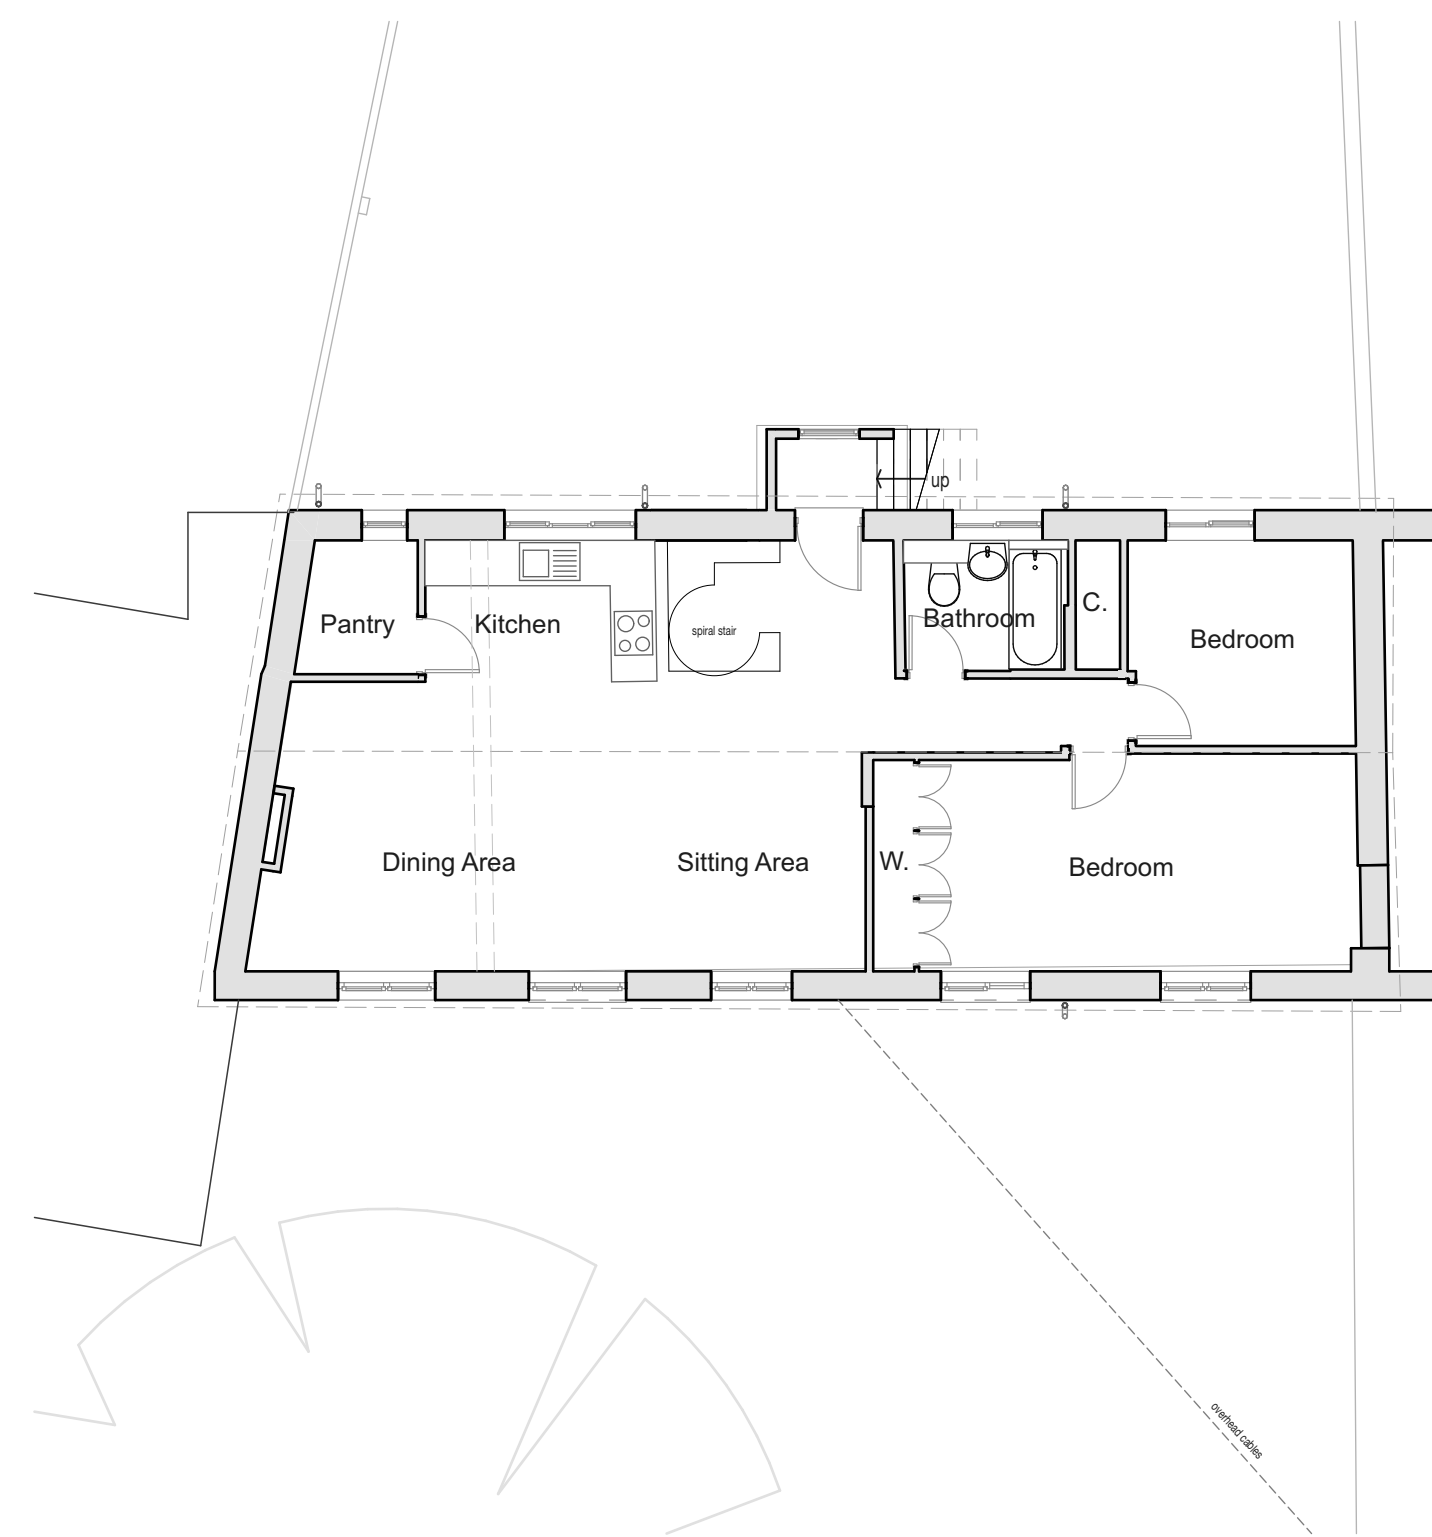 up
Pantry
Kitchen
spiral stair
Bathroom
C.
Bedroom
Dining Area
Sitting Area
W.
Bedroom
overhead cables